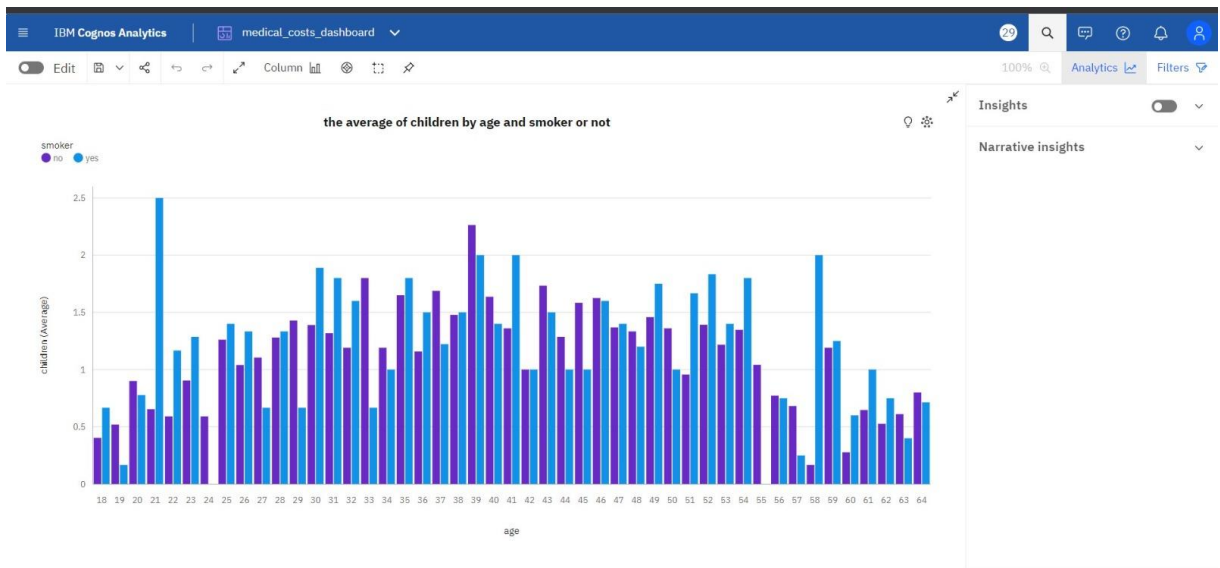 IBM Cognos Analytics medical_costs_dashboard 29
Edit Column 100% Analytics Filters
Insights
the average of children by age and smoker or not
Narrative insights
smoker
no yes
2.5
2
1.5
1
0.5
0
children (Average)
18 19 20 21 22 23 24 25 26 27 28 29 30 31 32 33 34 35 36 37 38 39 40 41 42 43 44 45 46 47 48 49 50 51 52 53 54 55 56 57 58 59 60 61 62 63 64
age